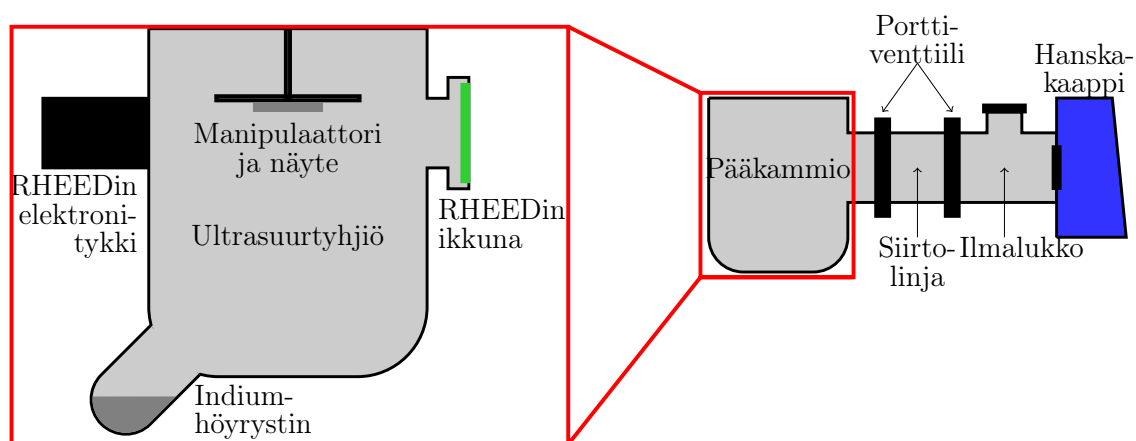 Manipulaattori
ja näyte
RHEEDin
elektroni-
tykki
Ultrasuurtyhjiö
RHEEDin
ikkuna
Indium-
höyrystin
Portti-
venttiili
Hanska-
kaappi
Pääkammio
Siirto-
linja
Ilmalukko